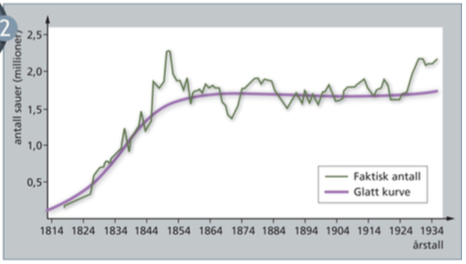 2
antall sauer (millioner)
2,5
2,0
1,5
1,0
0,5
1814 1824 1834 1844 1854 1864 1874 1884 1894 1904 1914 1924 1934
årstall
Faktisk antall
Glatt kurve